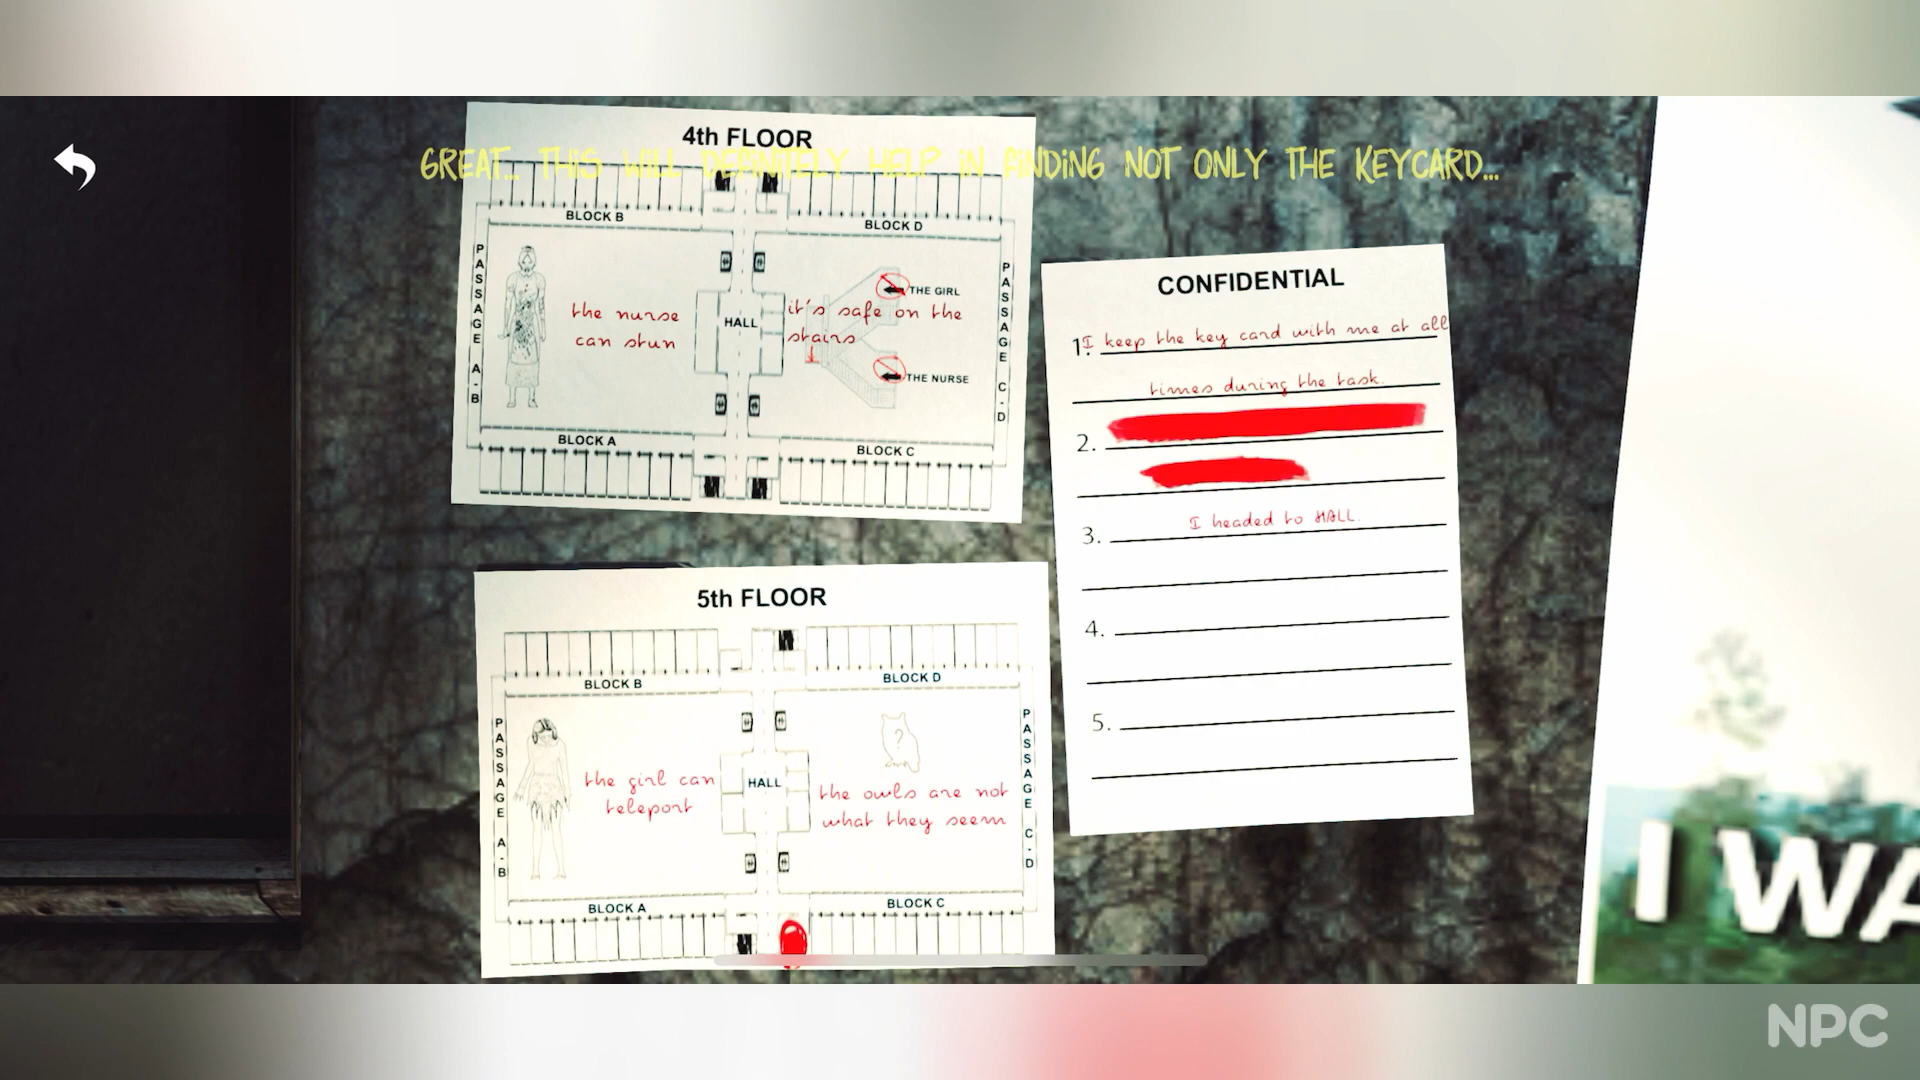 4th FLOOR
GREAT... THIS WILL DEFINITELY HELP IN FINDING NOT ONLY THE KEYCARD...
BLOCK B
BLOCK D
PASSAGE A-B
the nurse
can stun
HALL
it's safe on the
stairs
THE GIRL
THE NURSE
PASSAGE C-D
BLOCK A
BLOCK C
CONFIDENTIAL
1. I keep the key card with me at all
times during the task.
2.
3. I headed to HALL.
4.
5.
5th FLOOR
BLOCK B
BLOCK D
PASSAGE A-B
the girl can
teleport
HALL
?
the owls are not
what they seem
PASSAGE C-D
BLOCK A
BLOCK C
I WA
NPC